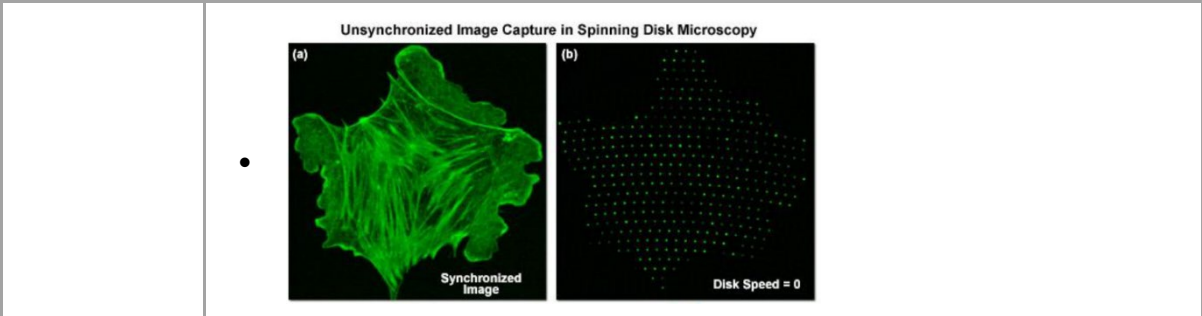 Unsynchronized Image Capture in Spinning Disk Microscopy
(a)
(b)
Synchronized
Image
Disk Speed = 0